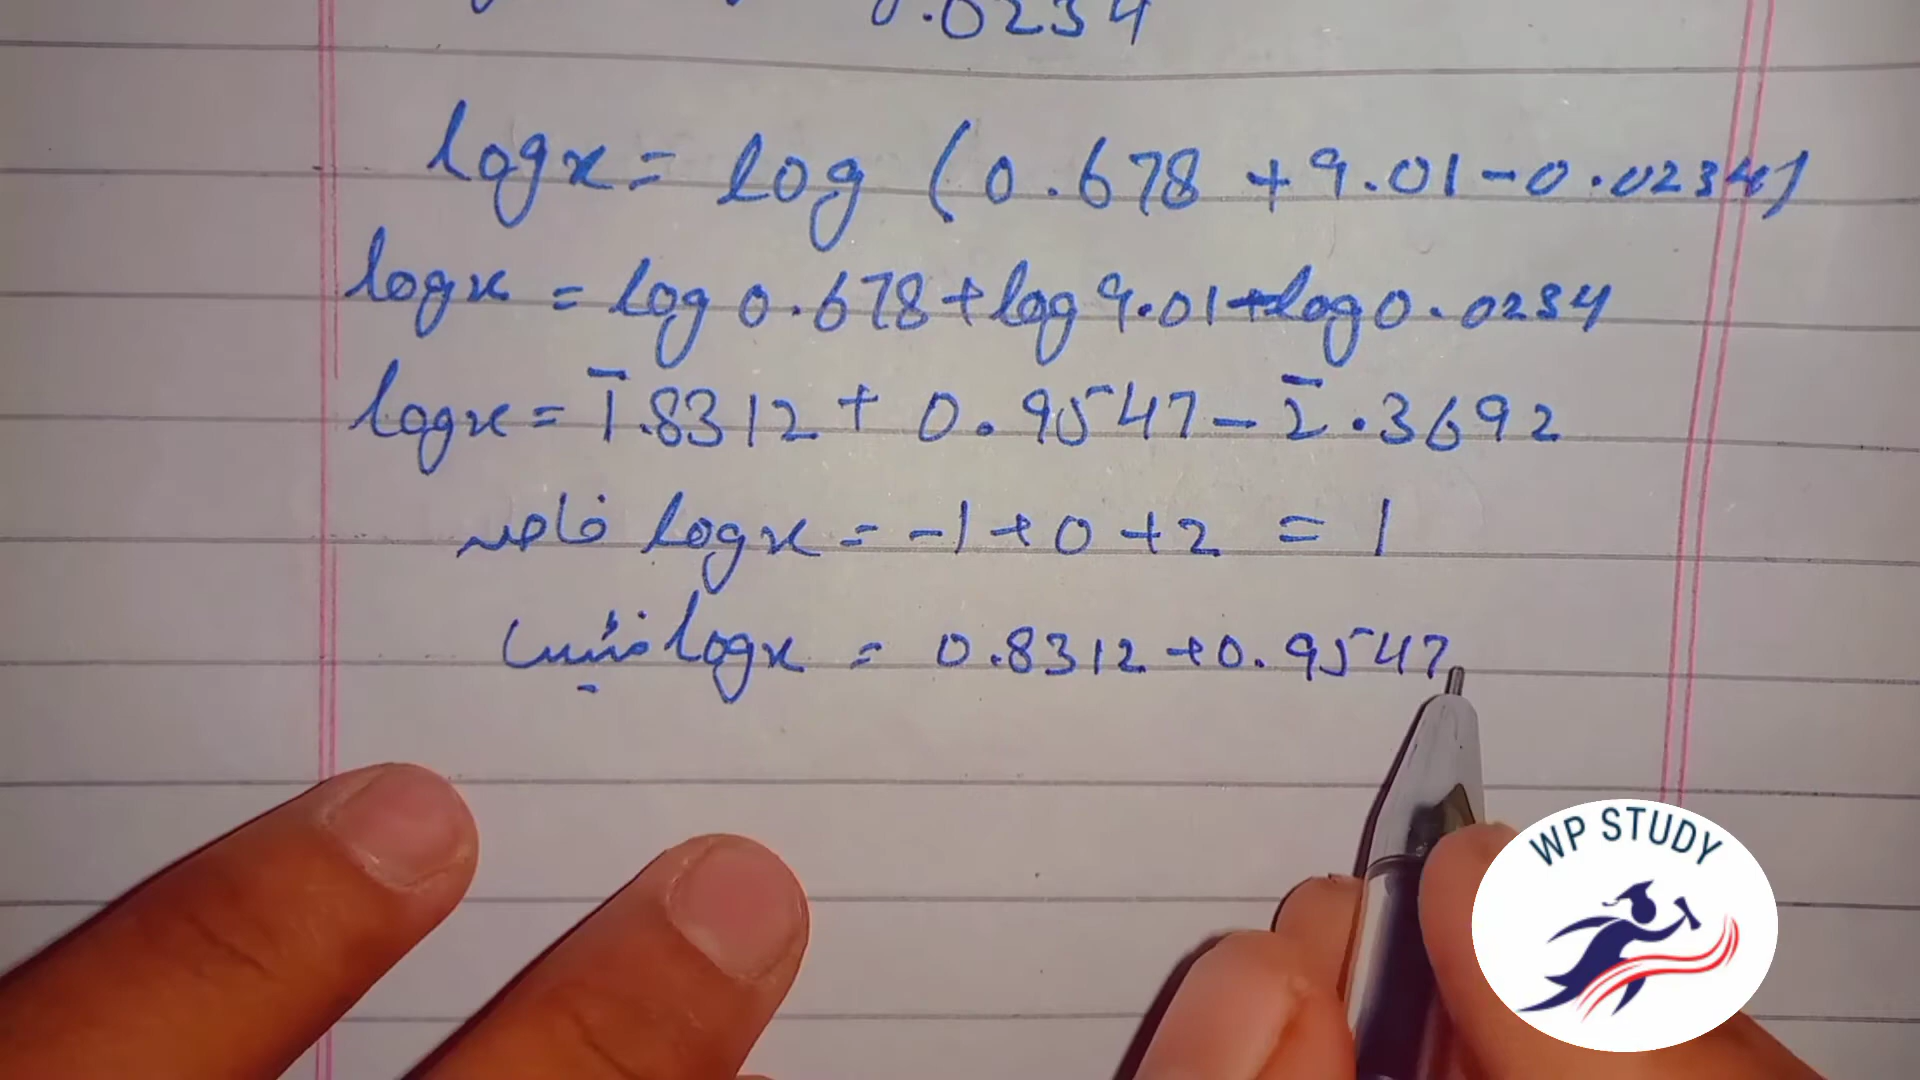 0.0234
log x = log (0.678 + 9.01 - 0.0234)
log x = log 0.678 + log 9.01 - log 0.0234
log x = 1̄.8312 + 0.9547 - 2̄.3692
خاصہ log x = -1 + 0 + 2 = 1
log x = 0.8312 + 0.9547
WP STUDY